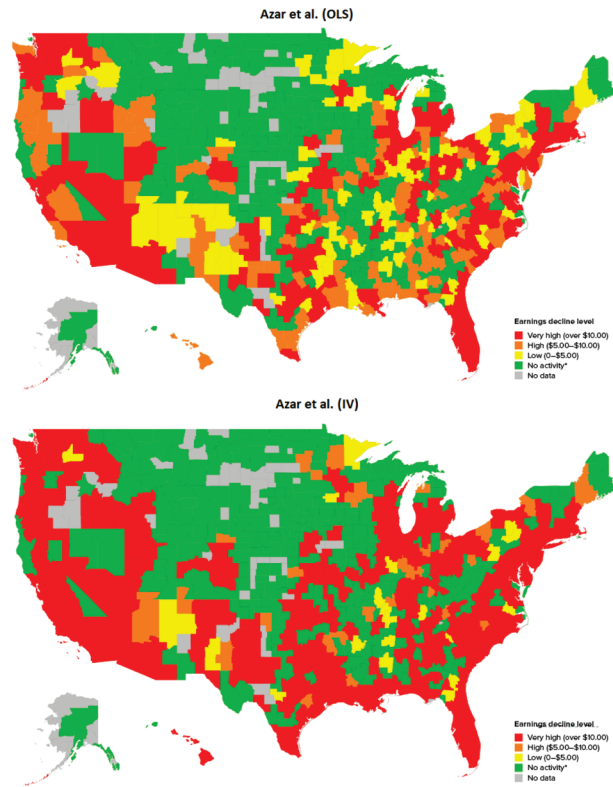 Azar et al. (OLS)
Earnings decline level
Very high (over $10.00)
High ($5.00–$10.00)
Low (0–$5.00)
No activity*
No data
Azar et al. (IV)
Earnings decline level
Very high (over $10.00)
High ($5.00–$10.00)
Low (0–$5.00)
No activity*
No data